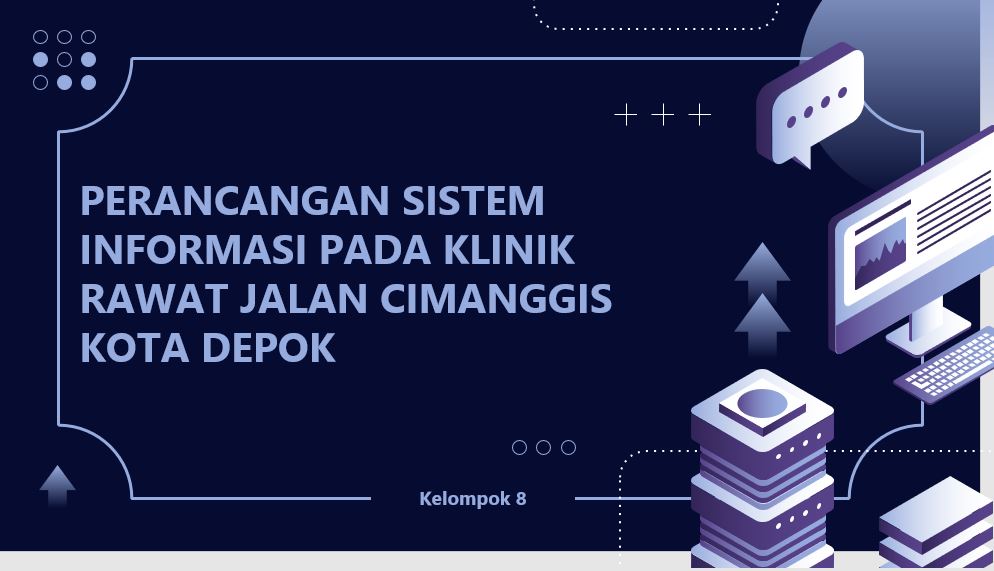 PERANCANGAN SISTEM
INFORMASI PADA KLINIK
RAWAT JALAN CIMANGGIS
KOTA DEPOK
Kelompok 8